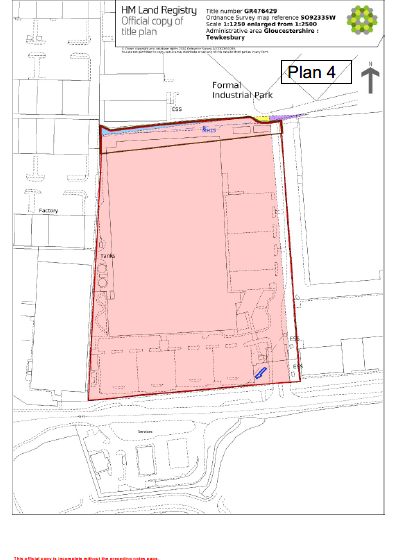 HM Land Registry
Official copy of
title plan
Title number GR476429
Ordnance Survey map reference SO9233SW
Scale 1:1250 enlarged from 1:2500
Administrative area Gloucestershire :
Tewkesbury
Plan 4
Formal
Industrial Park
ESS
Factory
Tanks
ESS
ESS
Services
This official copy is incomplete without the preceding notes page.